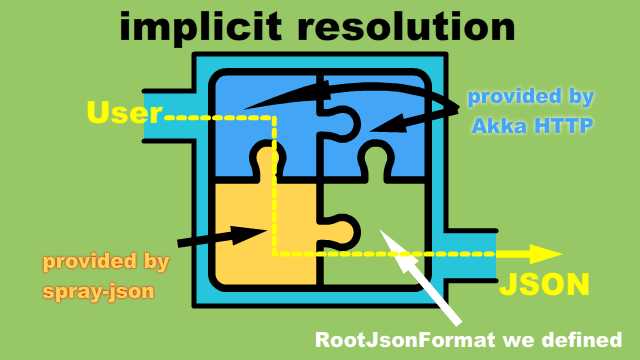 implicit resolution
User
provided by
Akka HTTP
provided by
spray-json
JSON
RootJsonFormat we defined